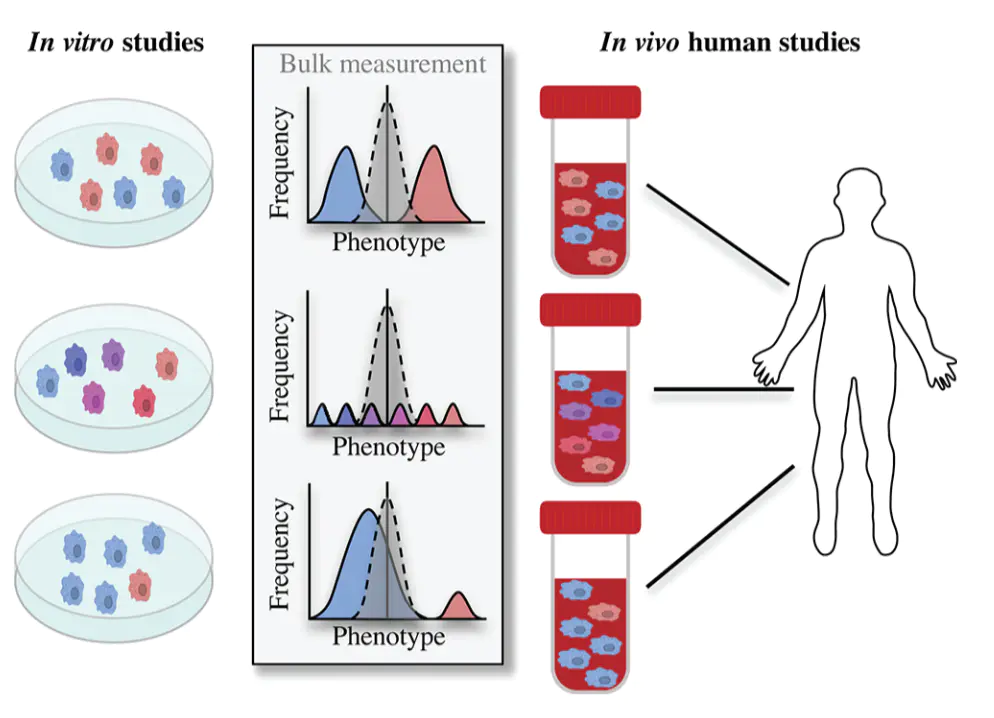 In vitro studies
In vivo human studies
Bulk measurement
Frequency
Phenotype
Frequency
Phenotype
Frequency
Phenotype